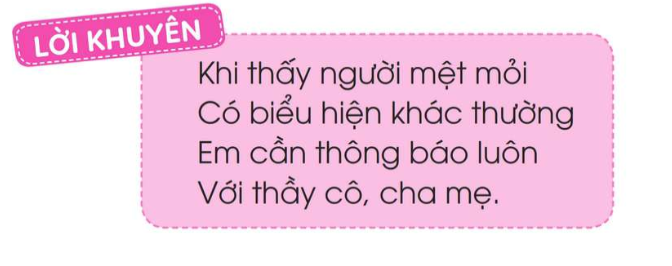 LỜI KHUYÊN
Khi thấy người mệt mỏi
Có biểu hiện khác thường
Em cần thông báo luôn
Với thầy cô, cha mẹ.